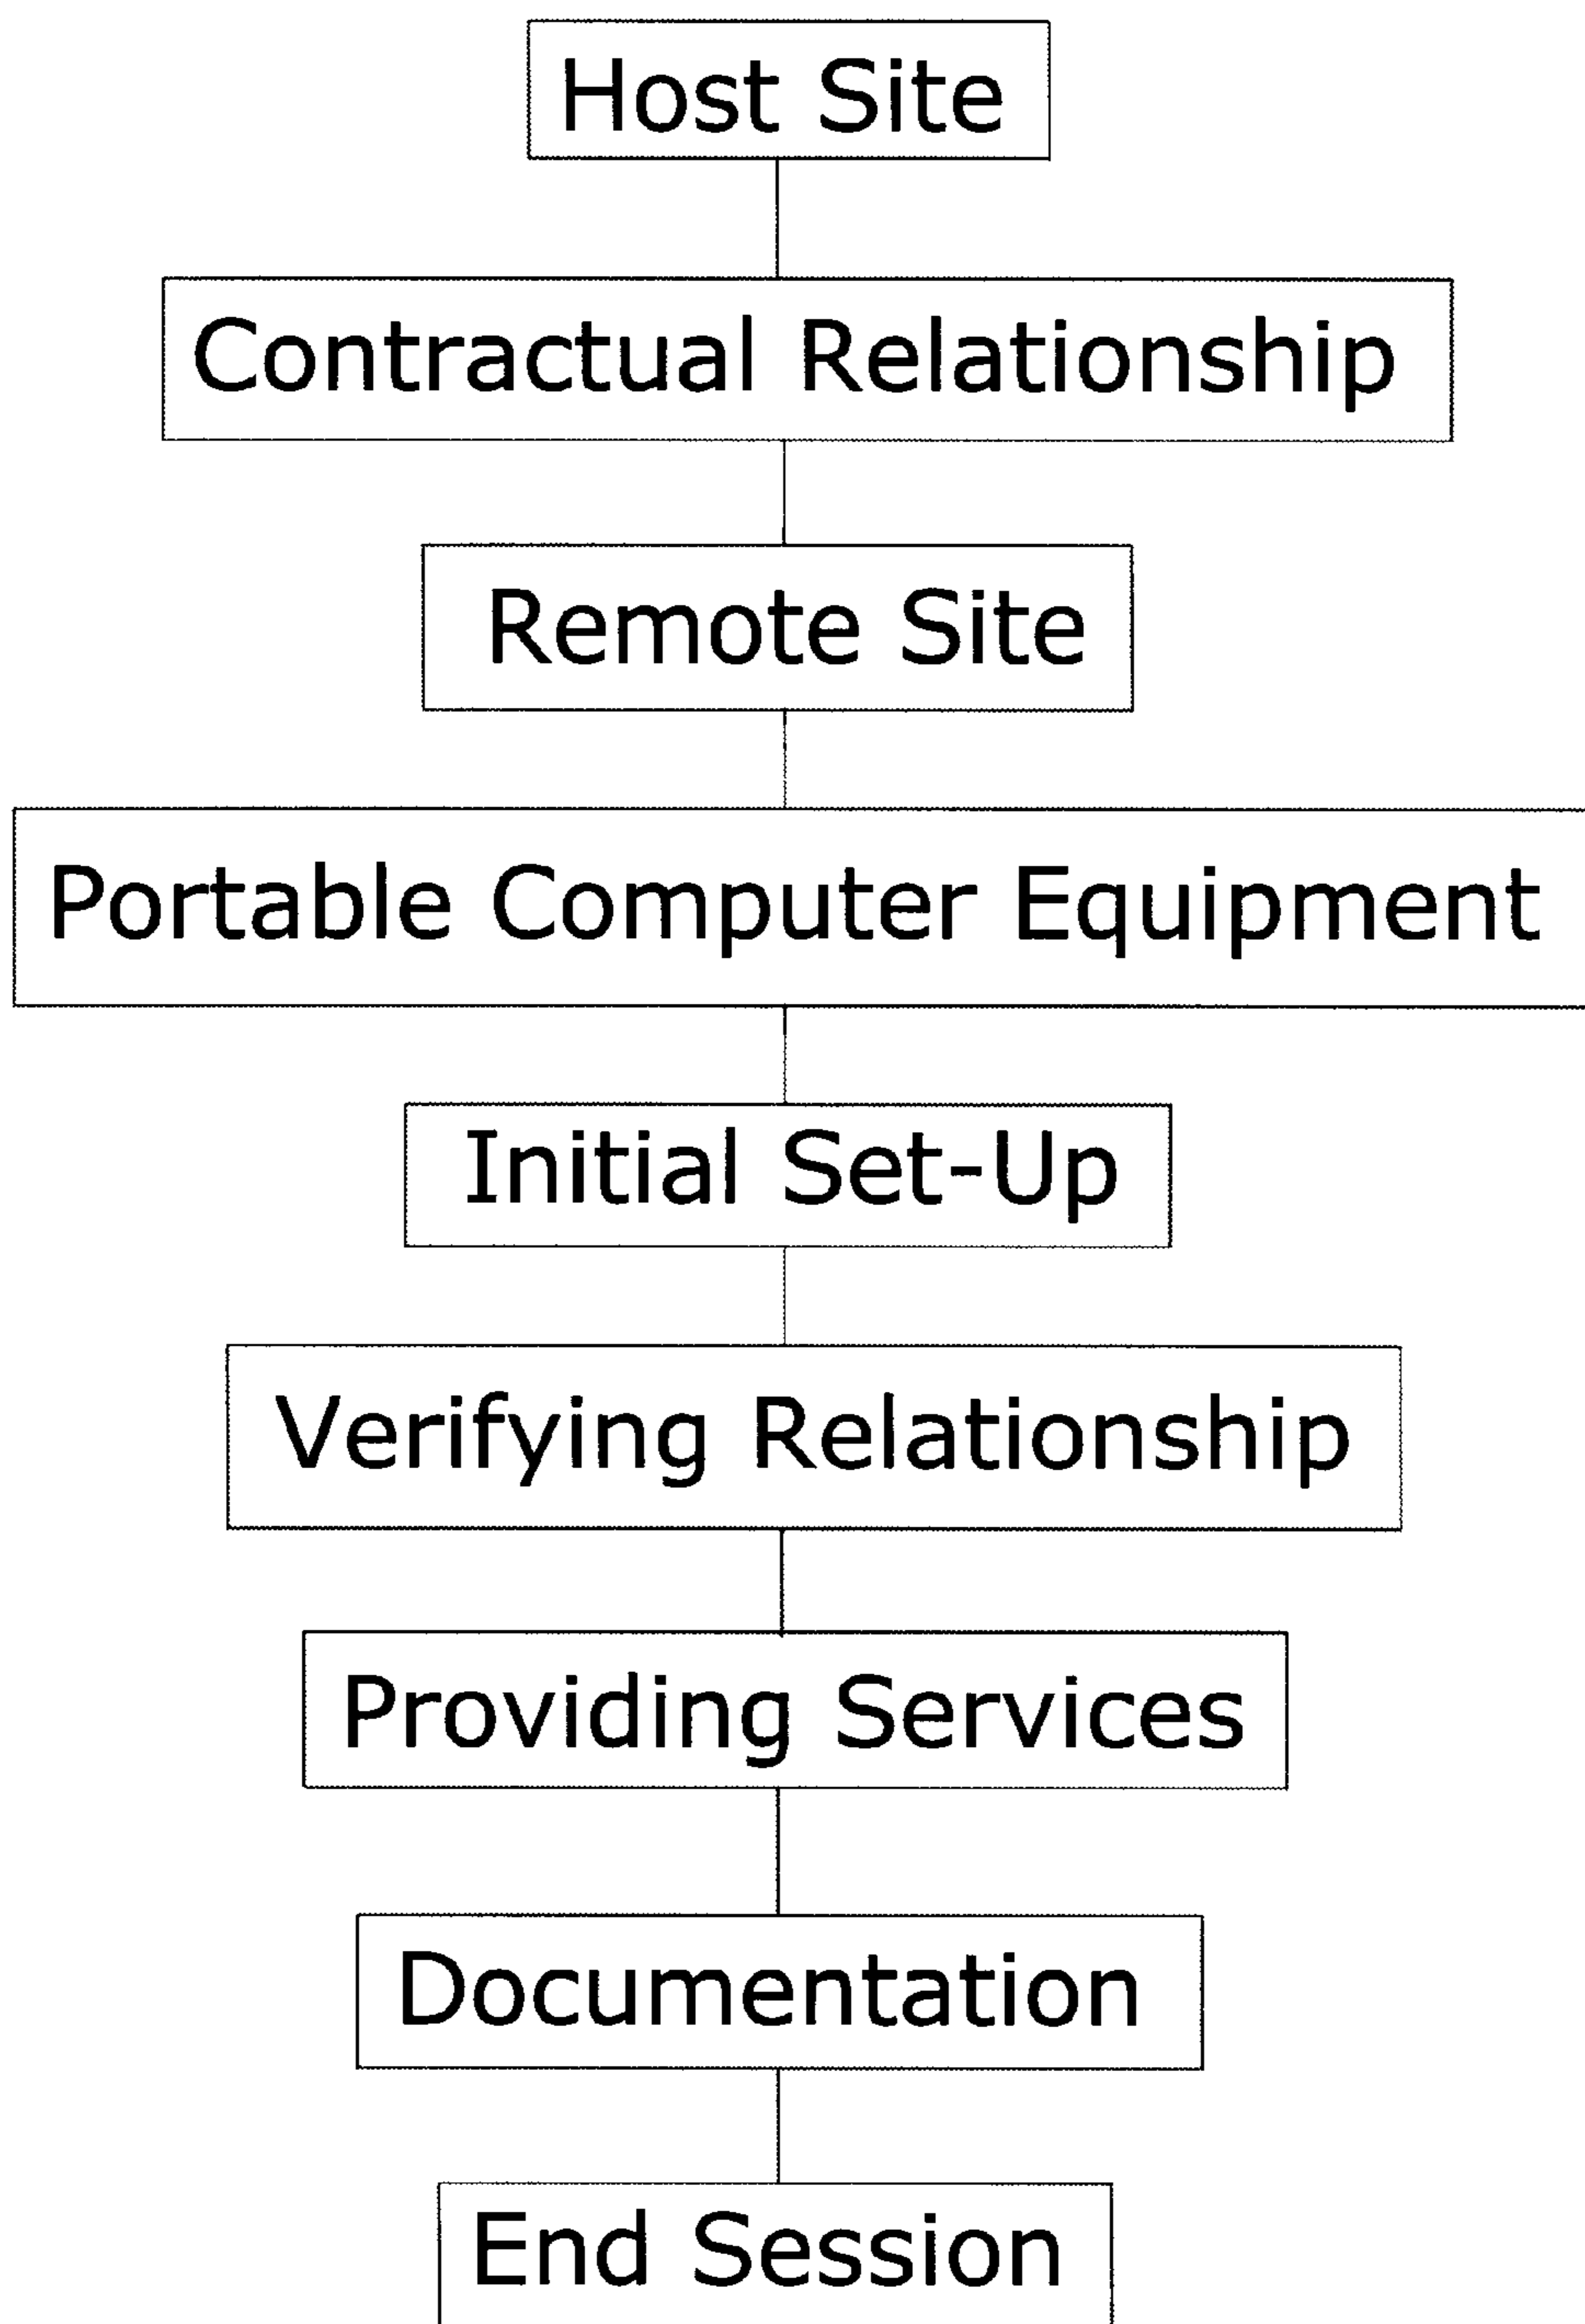 Host Site
Contractual Relationship
Remote Site
Portable Computer Equipment
Initial Set-Up
Verifying Relationship
Providing Services
Documentation
End Session